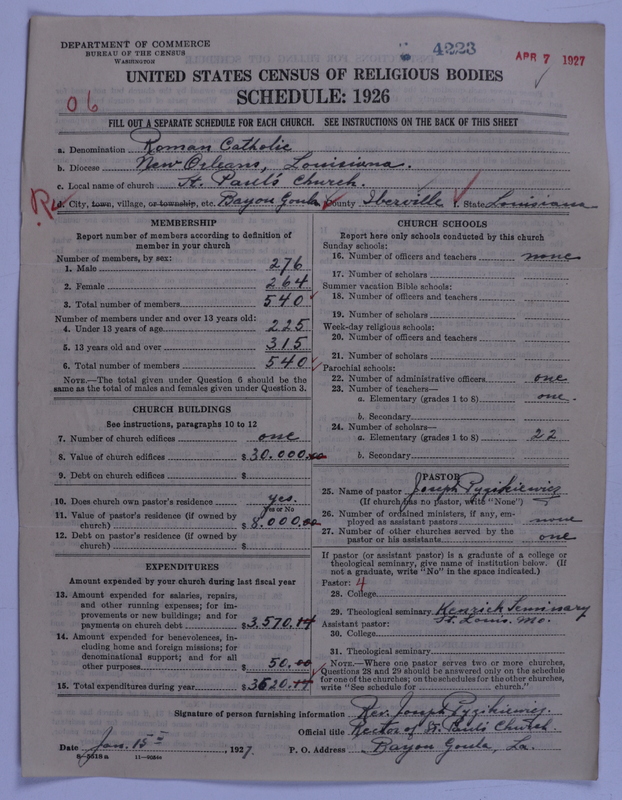 DEPARTMENT OF COMMERCE
BUREAU OF THE CENSUS
WASHINGTON
4223
APR 7 1927
UNITED STATES CENSUS OF RELIGIOUS BODIES
SCHEDULE: 1926
06
FILL OUT A SEPARATE SCHEDULE FOR EACH CHURCH. SEE INSTRUCTIONS ON THE BACK OF THIS SHEET
a. Denomination Roman Catholic
b. Diocese New Orleans, Louisiana.
c. Local name of church St. Paul's Church.
R d. City, town, village, or township, etc. Bayou Goula e. County Iberville f. State Louisiana
MEMBERSHIP
Report number of members according to definition of
member in your church
Number of members, by sex:
1. Male 276
2. Female 264
3. Total number of members 540
Number of members under and over 13 years old:
4. Under 13 years of age 225
5. 13 years old and over 315
6. Total number of members 540
NOTE.—The total given under Question 6 should be the
same as the total of males and females given under Question 3.
CHURCH BUILDINGS
See instructions, paragraphs 10 to 12
7. Number of church edifices one
8. Value of church edifices $30.000.00
9. Debt on church edifices $
10. Does church own pastor's residence yes.
Yes or No
11. Value of pastor's residence (if owned by
church) $8.000.00
12. Debt on pastor's residence (if owned by
church) $
EXPENDITURES
Amount expended by your church during last fiscal year
13. Amount expended for salaries, repairs,
and other running expenses; for im-
provements or new buildings; and for
payments on church debt $3,570.14
14. Amount expended for benevolences, in-
cluding home and foreign missions; for
denominational support; and for all
other purposes 50.00
15. Total expenditures during year $3620.14
CHURCH SCHOOLS
Report here only schools conducted by this church
Sunday schools:
16. Number of officers and teachers none
17. Number of scholars
Summer vacation Bible schools:
18. Number of officers and teachers
19. Number of scholars
Week-day religious schools:
20. Number of officers and teachers
21. Number of scholars
Parochial schools:
22. Number of administrative officers one
23. Number of teachers—
a. Elementary (grades 1 to 8) one.
b. Secondary
24. Number of scholars—
a. Elementary (grades 1 to 8) 22
b. Secondary
PASTOR
25. Name of pastor Joseph Pyzikiewicz
(If church has no pastor, write "None")
26. Number of ordained ministers, if any, em-
ployed as assistant pastors none
27. Number of other churches served by the
pastor or his assistants one
If pastor (or assistant pastor) is a graduate of a college or
theological seminary, give name of institution below. (If
not a graduate, write "No" in the space indicated.)
Pastor: 4
28. College
29. Theological seminary Kenrick Seminary
St. Louis. Mo.
Assistant pastor:
30. College
31. Theological seminary
NOTE.—Where one pastor serves two or more churches,
Questions 28 and 29 should be answered only on the schedule
for one of the churches; on the schedules for the other churches,
write "See schedule for church."
Signature of person furnishing information Rev. Joseph Pyzikiewicz.
Official title Rector of St. Paul's Church.
Date Jan. 15, 1927. P. O. Address Bayou Goula, La.
11—9084a